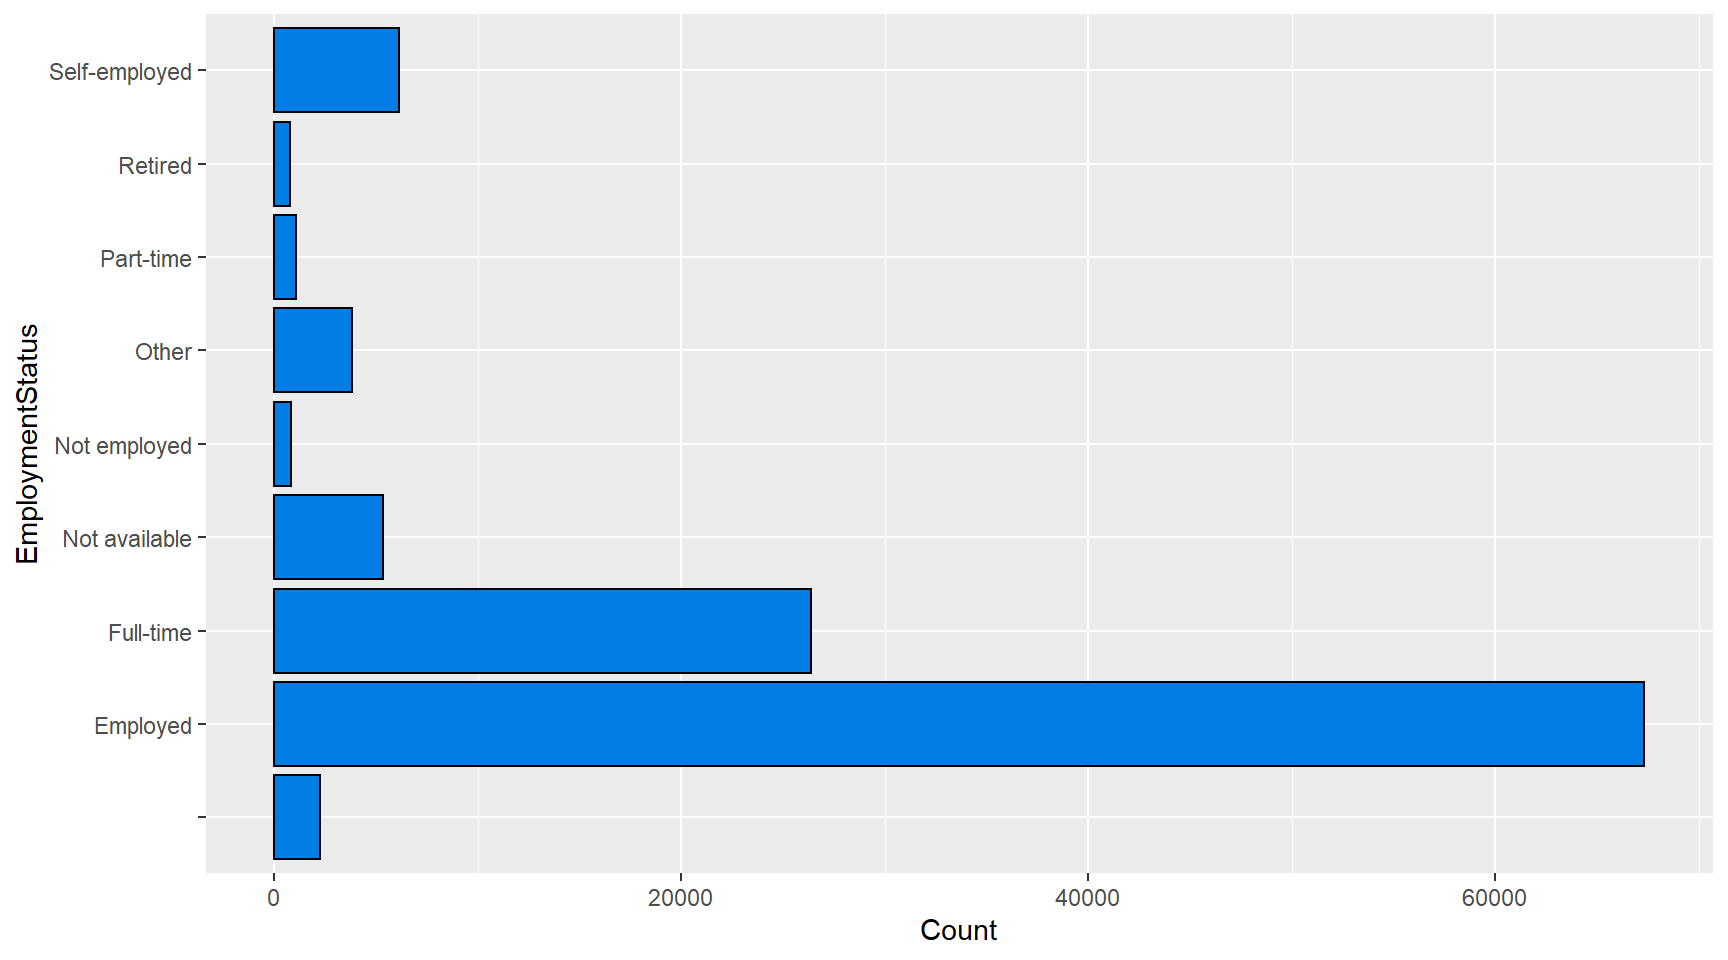 Self-employed
Retired
Part-time
Other
Not employed
Not available
Full-time
Employed
EmploymentStatus
0 20000 40000 60000
Count